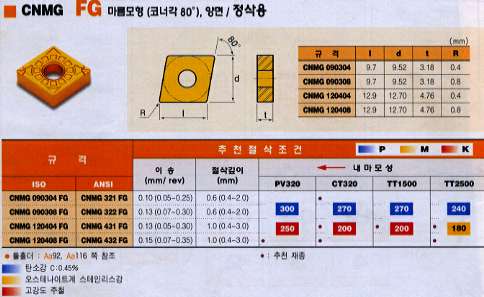 CNMG FG 마름모형 (코너각 80°), 양면 / 정삭용
80°
d
R
l
t
(mm)
규 격 l d t R
CNMG 090304 9.7 9.52 3.18 0.4
CNMG 090308 9.7 9.52 3.18 0.8
CNMG 120404 12.9 12.70 4.76 0.4
CNMG 120408 12.9 12.70 4.76 0.8
추 천 절 삭 조 건
P M K
규 격
이 송 (mm/ rev)
절삭깊이 (mm)
내 마 모 성
ISO ANSI PV320 CT320 TT1500 TT2500
CNMG 090304 FG CNMG 321 FG 0.10 (0.05~0.25) 0.6 (0.4~2.0)
CNMG 090308 FG CNMG 322 FG 0.13 (0.07~0.30) 0.6 (0.4~2.0) 300 270 270 240
CNMG 120404 FG CNMG 431 FG 0.13 (0.05~0.30) 1.0 (0.4~3.0) 250 200 200 180
CNMG 120408 FG CNMG 432 FG 0.15 (0.07~0.35) 1.0 (0.4~3.0)
• 툴홀더 : Aa92, Aa116 쪽 참조
• : 추천 재종
탄소강 C:0.45%
오스테나이트계 스테인리스강
고강도 주철